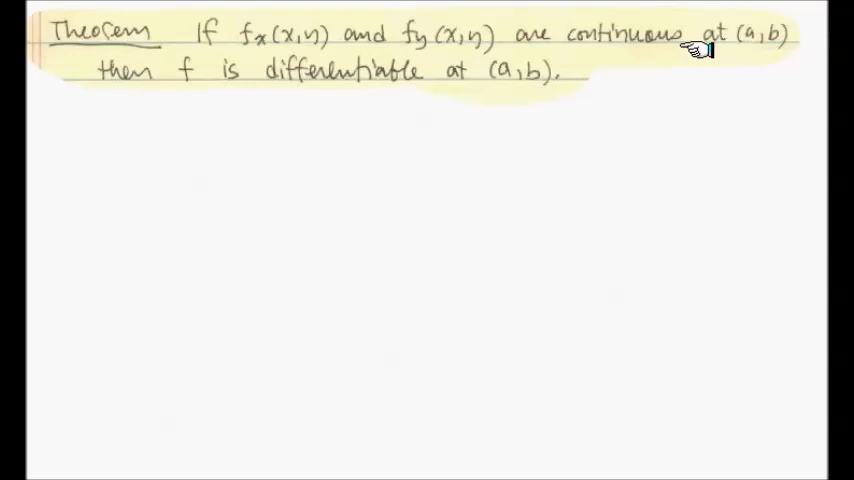 Theorem If fx(x,y) and fy(x,y) are continuous at (a,b)
then f is differentiable at (a,b).